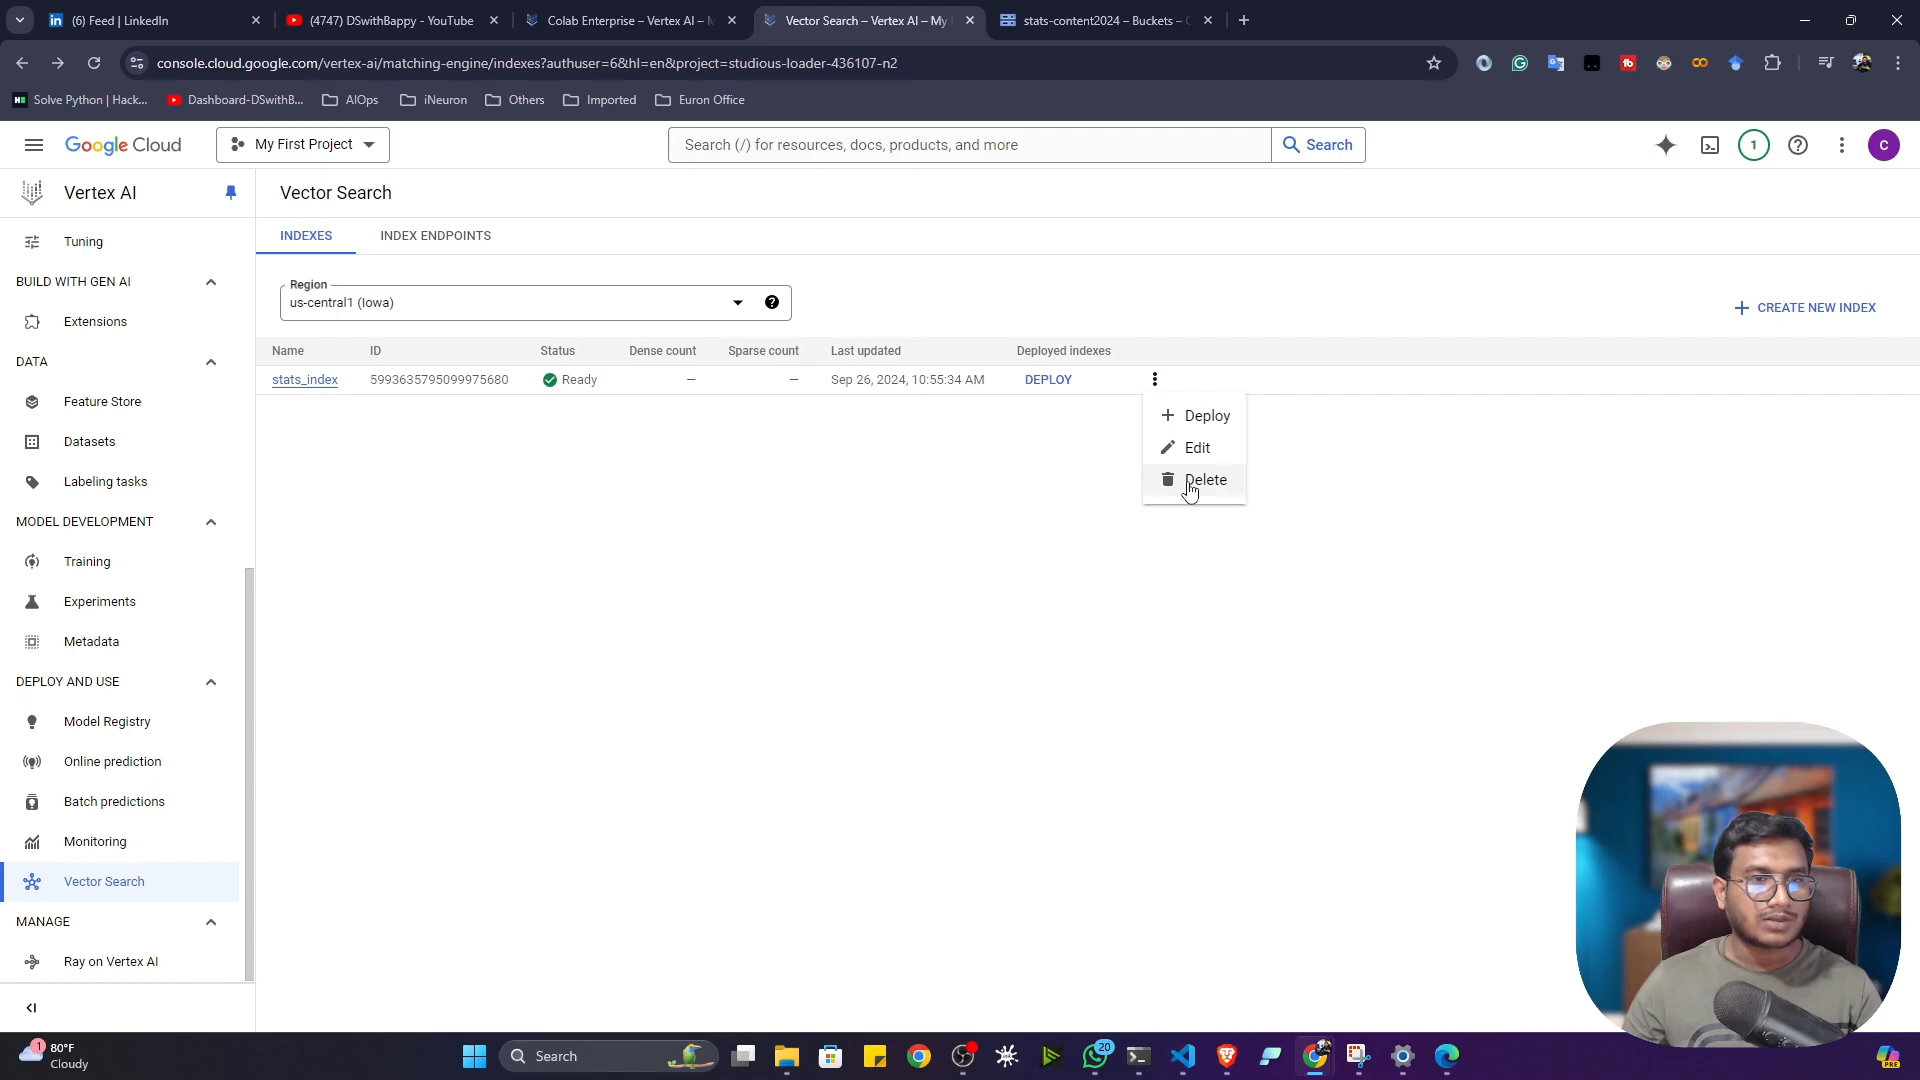 (6) Feed | LinkedIn
(4747) DSwithBappy - YouTube
Colab Enterprise – Vertex AI – M
Vector Search – Vertex AI – My
stats-content2024 – Buckets – C
console.cloud.google.com/vertex-ai/matching-engine/indexes?authuser=6&hl=en&project=studious-loader-436107-n2
Solve Python | Hack...
Dashboard-DSwithB...
AIOps
iNeuron
Others
Imported
Euron Office
Google Cloud
My First Project
Search (/) for resources, docs, products, and more
Search
1
C
Vertex AI
Vector Search
Tuning
BUILD WITH GEN AI
Extensions
DATA
Feature Store
Datasets
Labeling tasks
MODEL DEVELOPMENT
Training
Experiments
Metadata
DEPLOY AND USE
Model Registry
Online prediction
Batch predictions
Monitoring
Vector Search
MANAGE
Ray on Vertex AI
INDEXES
INDEX ENDPOINTS
Region
us-central1 (Iowa)
CREATE NEW INDEX
Name ID Status Dense count Sparse count Last updated Deployed indexes
stats_index 5993635795099975680 Ready — — Sep 26, 2024, 10:55:34 AM DEPLOY
Deploy
Edit
Delete
1
80°F
Cloudy
Search
20
PRE